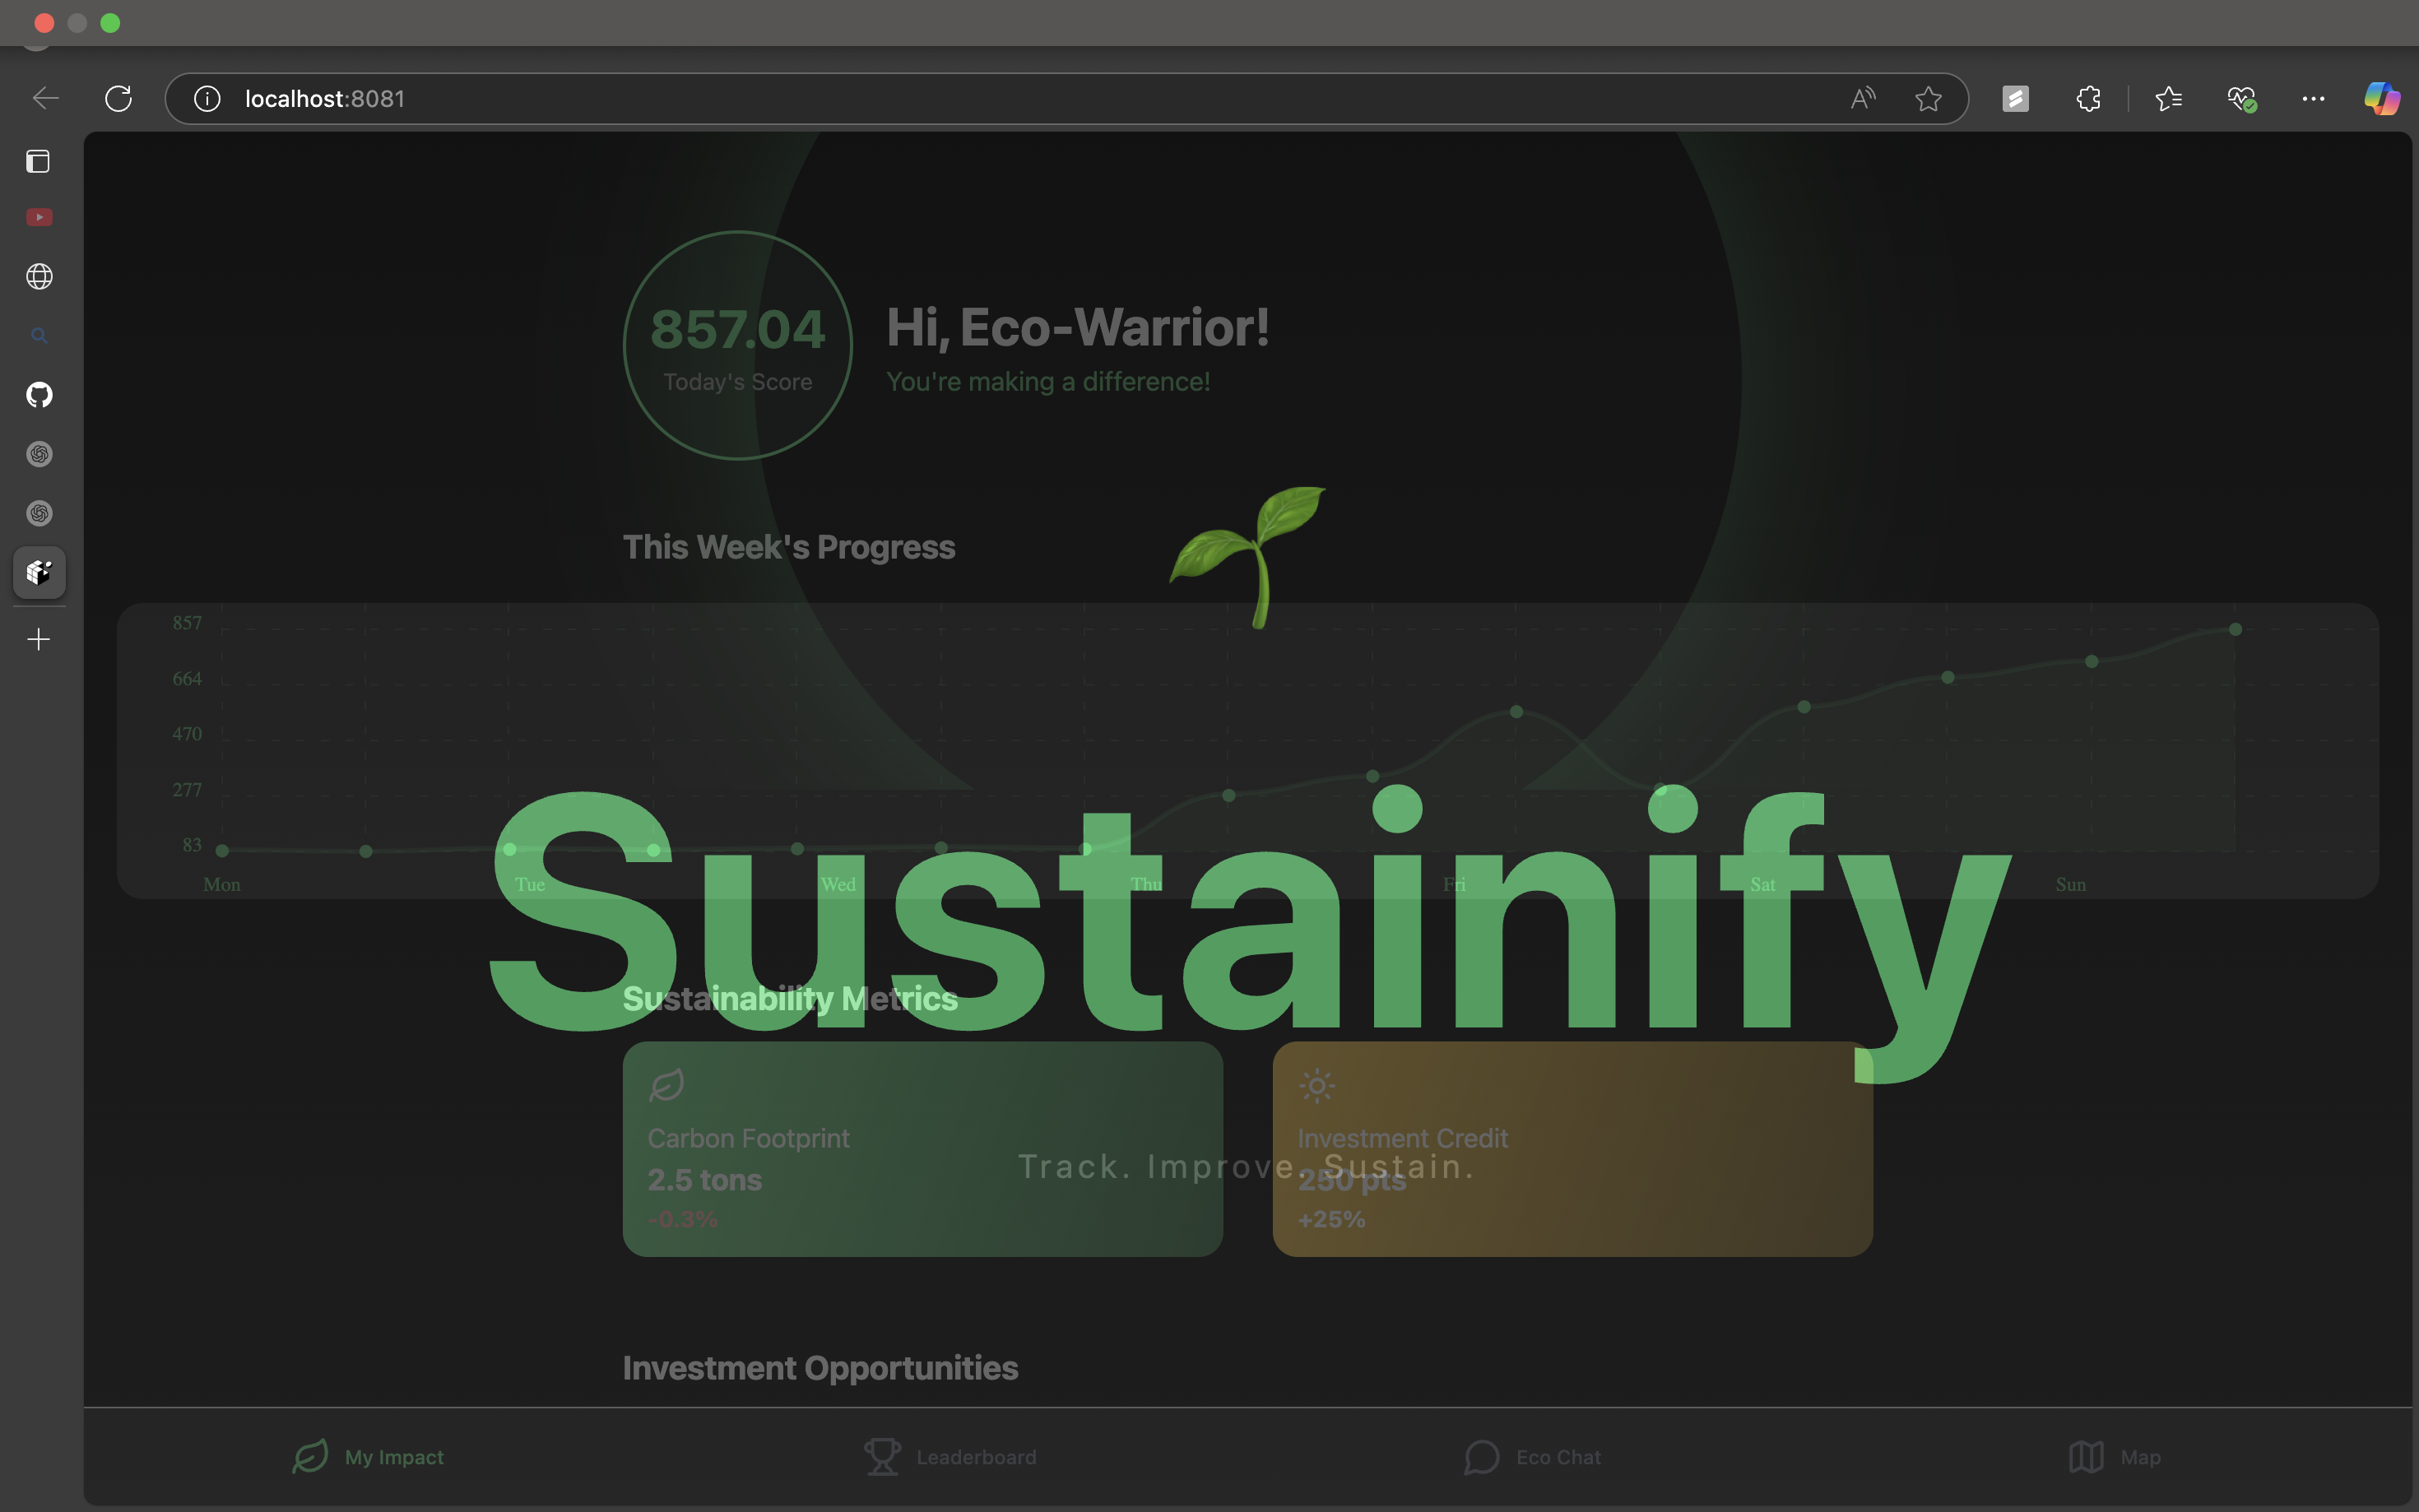 localhost:8081
857.04
Today's Score
Hi, Eco-Warrior!
You're making a difference!
This Week's Progress
857
664
470
277
83
Mon Tue Wed Thu Fri Sat Sun
Sustainify
Sustainability Metrics
Carbon Footprint
2.5 tons
-0.3%
Investment Credit
250 pts
+25%
Track. Improve. Sustain.
Investment Opportunities
My Impact
Leaderboard
Eco Chat
Map